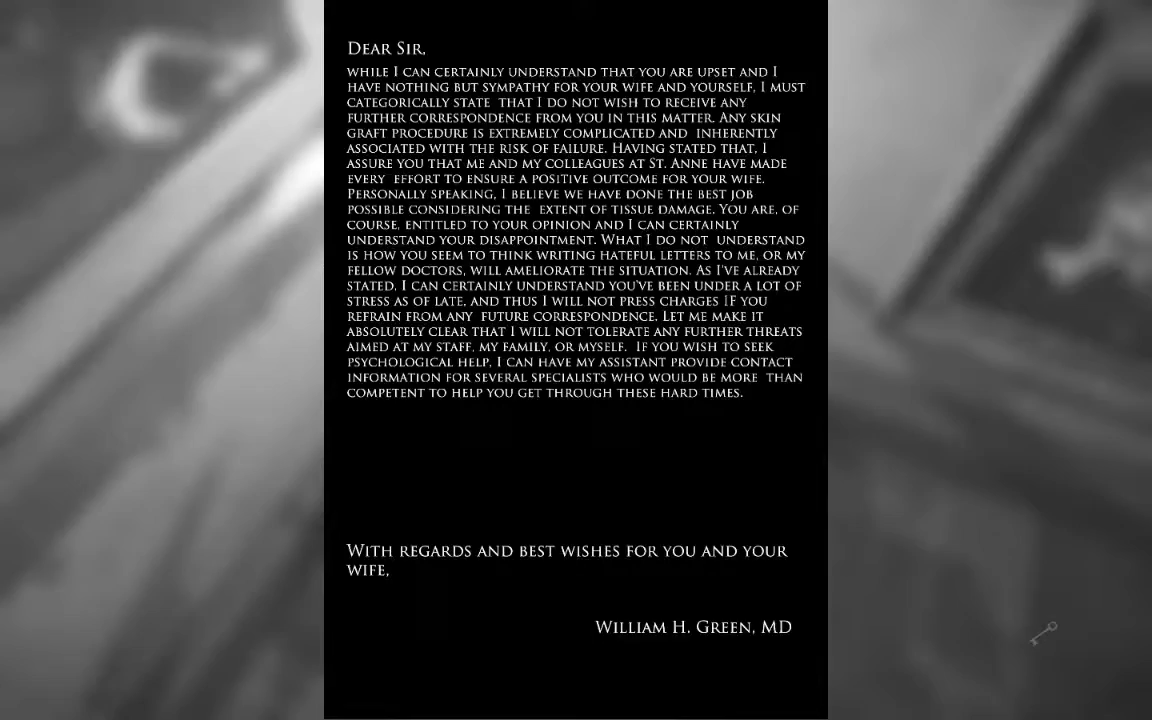 Dear Sir,
while I can certainly understand that you are upset and I
have nothing but sympathy for your wife and yourself, I must
categorically state that I do not wish to receive any
further correspondence from you in this matter. Any skin
graft procedure is extremely complicated and inherently
associated with the risk of failure. Having stated that, I
assure you that me and my colleagues at St. Anne have made
every effort to ensure a positive outcome for your wife.
Personally speaking, I believe we have done the best job
possible considering the extent of tissue damage. You are, of
course, entitled to your opinion and I can certainly
understand your disappointment. What I do not understand
is how you seem to think writing hateful letters to me, or my
fellow doctors, will ameliorate the situation. As I've already
stated, I can certainly understand you've been under a lot of
stress as of late, and thus I will not press charges If you
refrain from any future correspondence. Let me make it
absolutely clear that I will not tolerate any further threats
aimed at my staff, my family, or myself. If you wish to seek
psychological help, I can have my assistant provide contact
information for several specialists who would be more than
competent to help you get through these hard times.
With regards and best wishes for you and your
wife,
William H. Green, MD